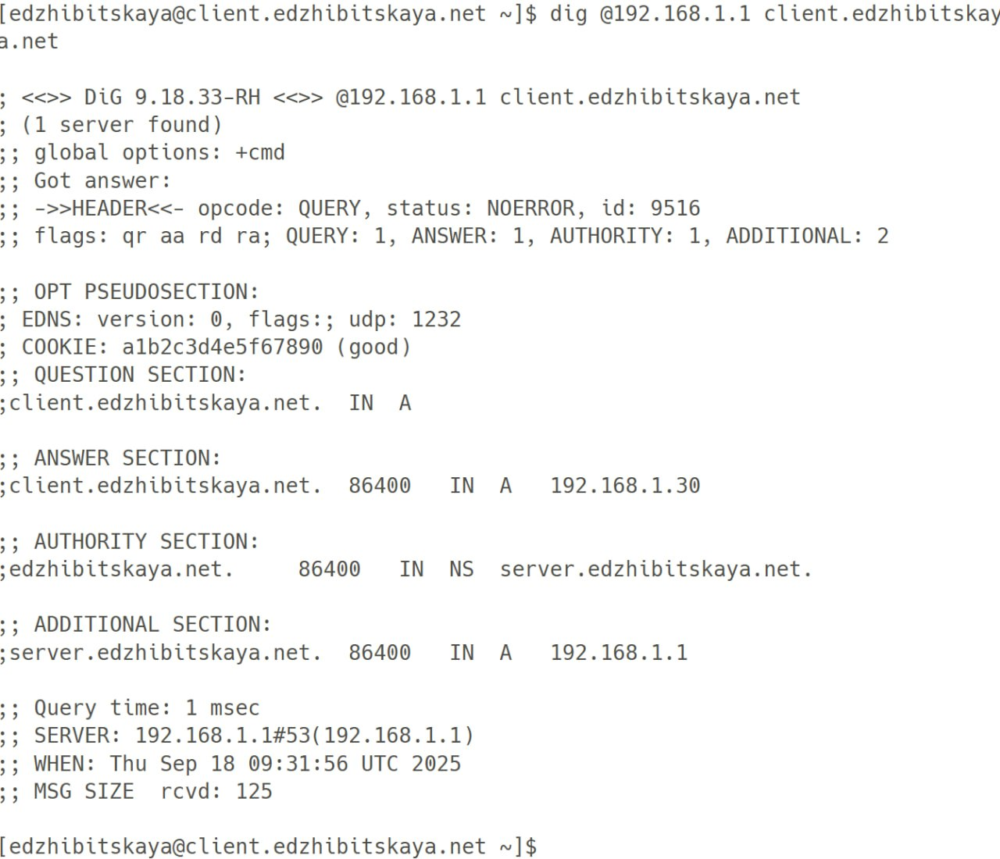 [edzhibitskaya@client.edzhibitskaya.net ~]$ dig @192.168.1.1 client.edzhibitskay
a.net
; <<>> DiG 9.18.33-RH <<>> @192.168.1.1 client.edzhibitskaya.net
; (1 server found)
;; global options: +cmd
;; Got answer:
;; ->>HEADER<<- opcode: QUERY, status: NOERROR, id: 9516
;; flags: qr aa rd ra; QUERY: 1, ANSWER: 1, AUTHORITY: 1, ADDITIONAL: 2
;; OPT PSEUDOSECTION:
; EDNS: version: 0, flags:; udp: 1232
; COOKIE: a1b2c3d4e5f67890 (good)
;; QUESTION SECTION:
;client.edzhibitskaya.net.  IN  A
;; ANSWER SECTION:
;client.edzhibitskaya.net.  86400   IN  A   192.168.1.30
;; AUTHORITY SECTION:
;edzhibitskaya.net.     86400   IN  NS  server.edzhibitskaya.net.
;; ADDITIONAL SECTION:
;server.edzhibitskaya.net.  86400   IN  A   192.168.1.1
;; Query time: 1 msec
;; SERVER: 192.168.1.1#53(192.168.1.1)
;; WHEN: Thu Sep 18 09:31:56 UTC 2025
;; MSG SIZE  rcvd: 125
[edzhibitskaya@client.edzhibitskaya.net ~]$